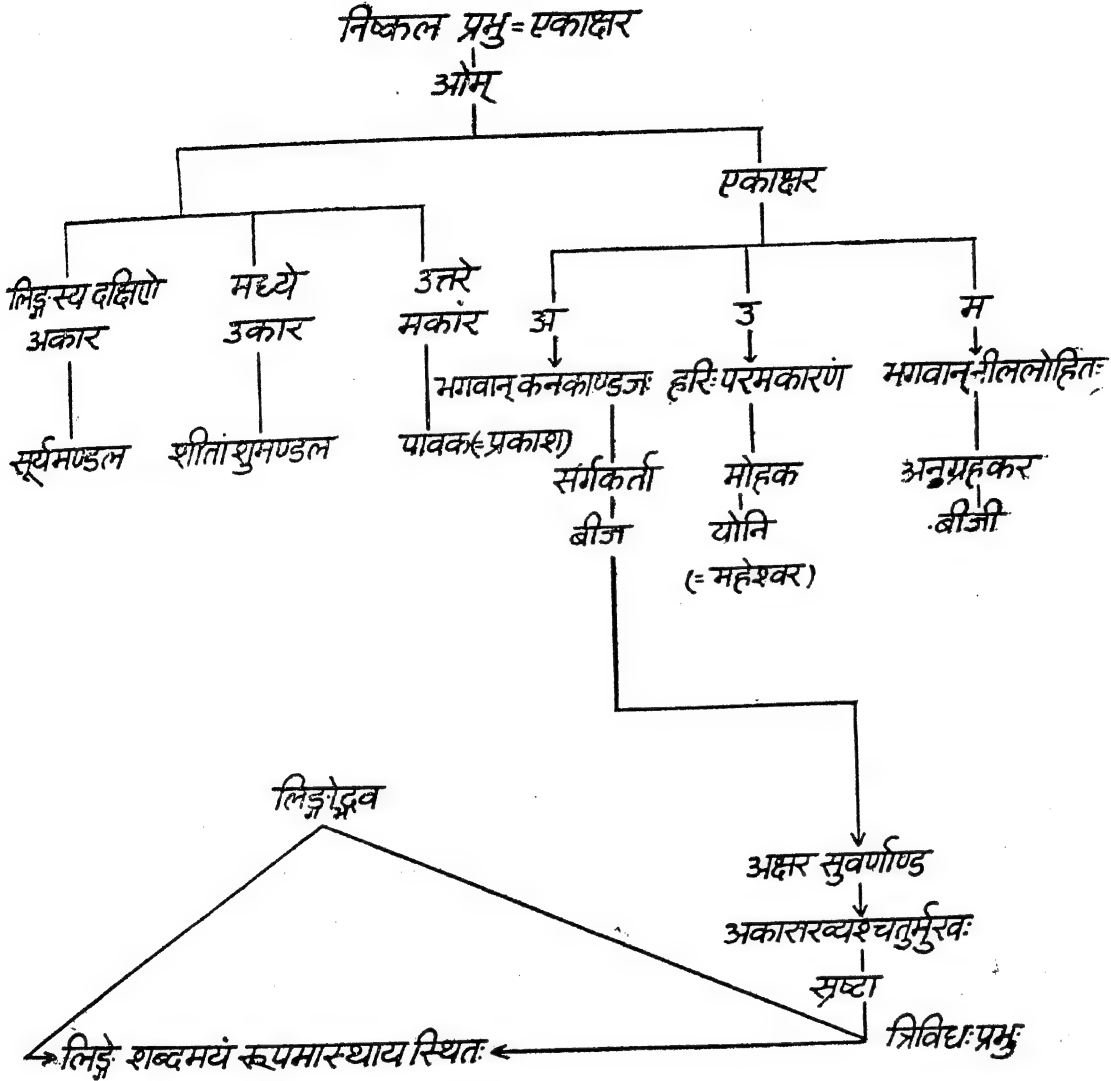 निष्कल प्रभु = एकाक्षर
ओम्
एकाक्षर
लिङ्गस्य दक्षिणे
अकार
मध्ये
उकार
उत्तरे
मकांर
अ
उ
म
सूर्यमण्डल
शीतांशुमण्डल
पावक(=प्रकाश)
भगवान् कनकाण्डजः
हरिः परमकारणं
भगवान् नीललोहितः
सर्गकर्ता
बीज
मोहक
योनि
(=महेश्वर)
अनुग्रहकर
बीजी
लिङ्गोद्भव
अक्षर सुवर्णाण्ड
अकासरव्यश्चतुर्मुखः
स्रष्टा
त्रिविधः प्रभुः
लिङ्गे शब्दमयं रूपमास्थाय स्थितः